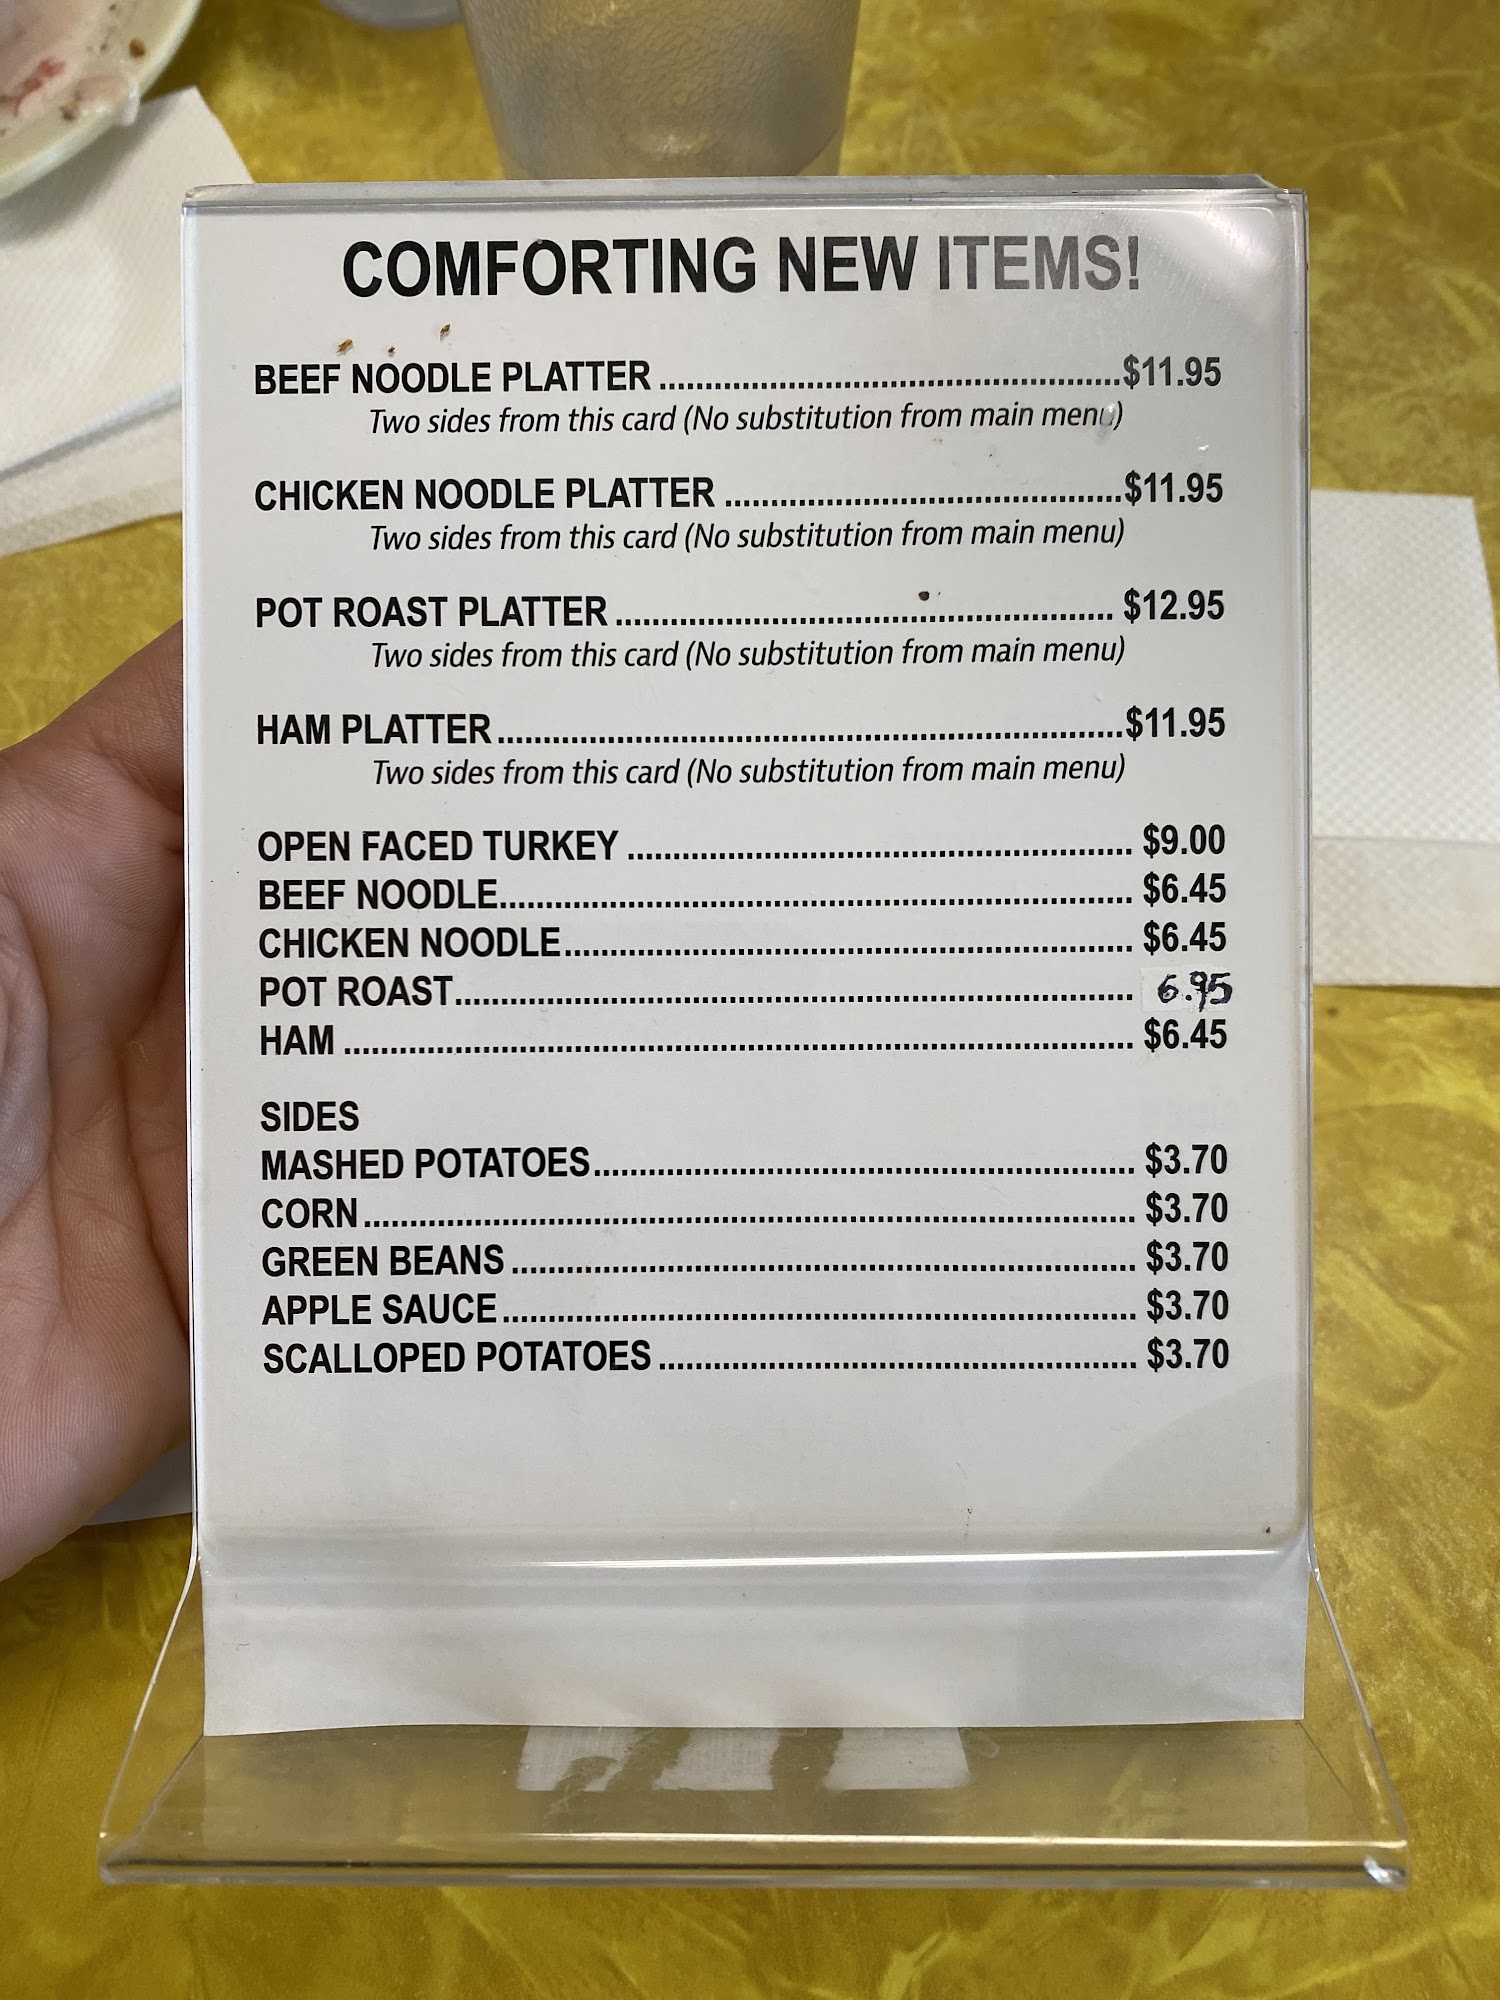 COMFORTING NEW ITEMS!
BEEF NOODLE PLATTER ........ $11.95
Two sides from this card (No substitution from main menu)
CHICKEN NOODLE PLATTER ........ $11.95
Two sides from this card (No substitution from main menu)
POT ROAST PLATTER ........ $12.95
Two sides from this card (No substitution from main menu)
HAM PLATTER ........ $11.95
Two sides from this card (No substitution from main menu)
OPEN FACED TURKEY ........ $9.00
BEEF NOODLE ........ $6.45
CHICKEN NOODLE ........ $6.45
POT ROAST ........ 6.95
HAM ........ $6.45
SIDES
MASHED POTATOES ........ $3.70
CORN ........ $3.70
GREEN BEANS ........ $3.70
APPLE SAUCE ........ $3.70
SCALLOPED POTATOES ........ $3.70